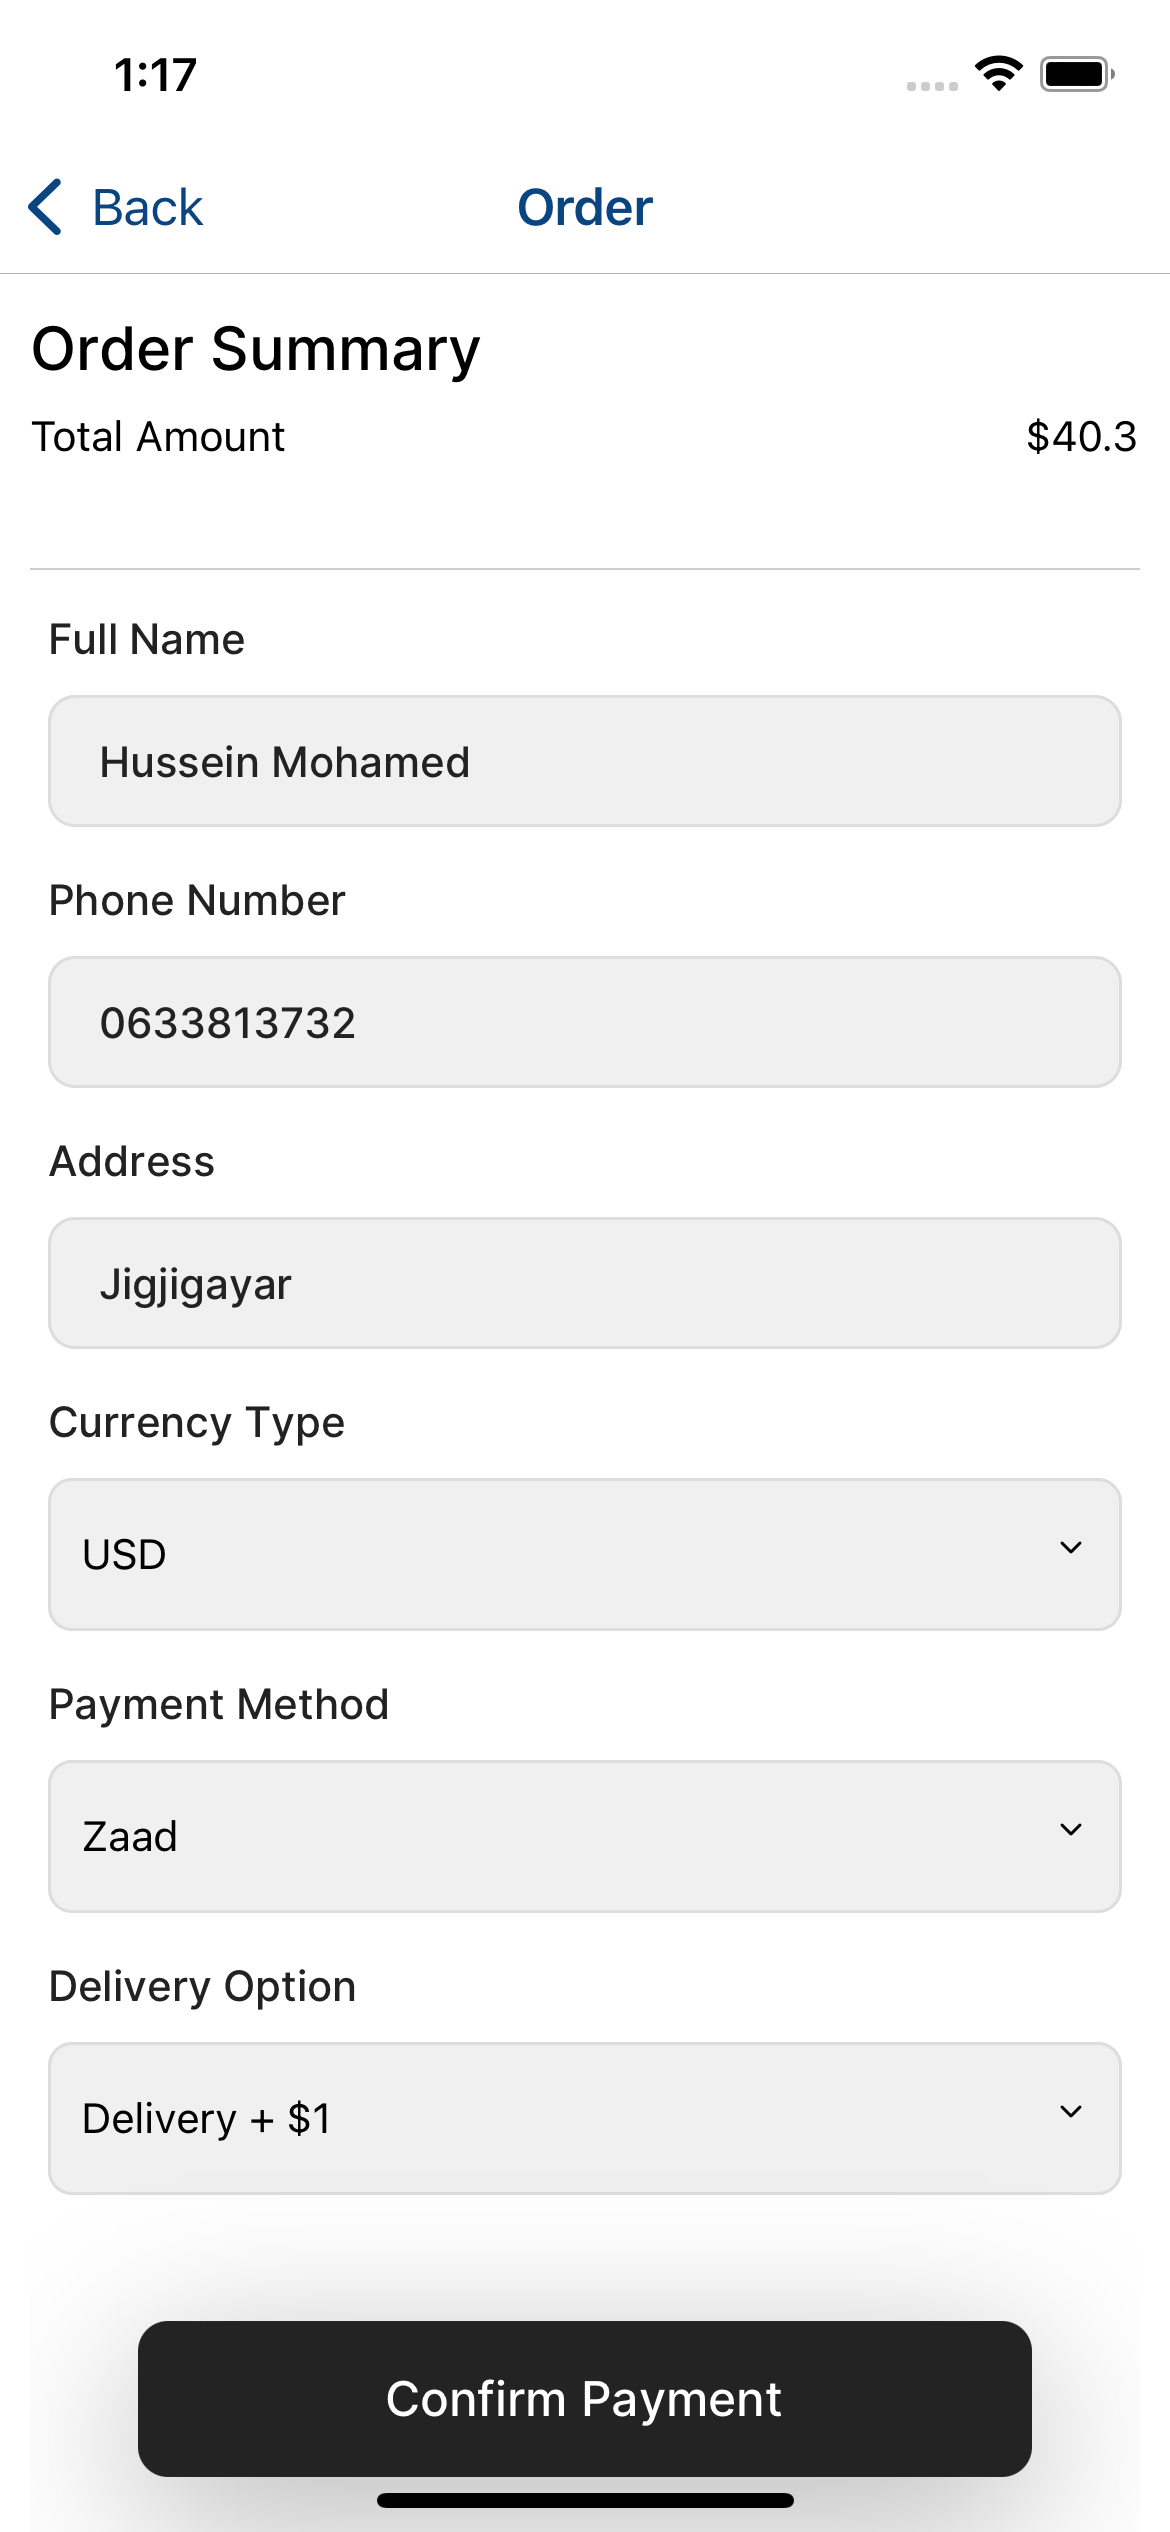 1:17
Back
Order
Order Summary
Total Amount $40.3
Full Name
Hussein Mohamed
Phone Number
0633813732
Address
Jigjigayar
Currency Type
USD
Payment Method
Zaad
Delivery Option
Delivery + $1
Confirm Payment